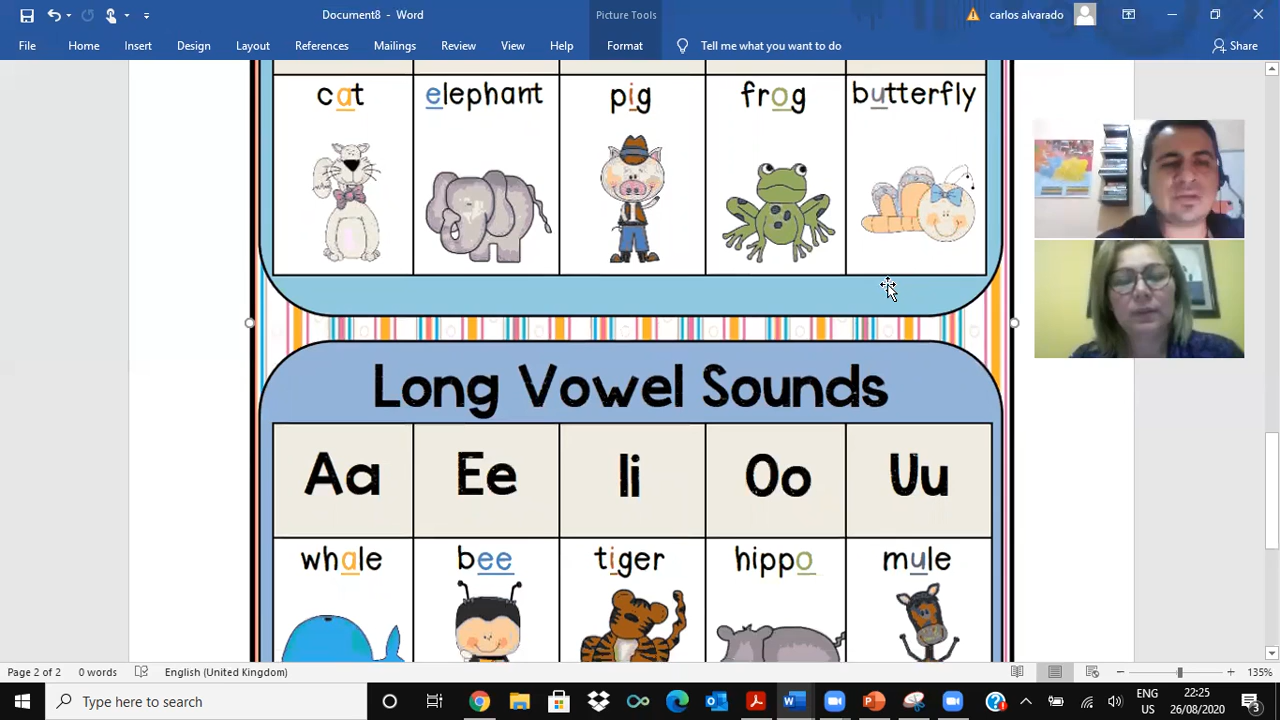 Document8 - Word
Picture Tools
carlos alvarado
File
Home
Insert
Design
Layout
References
Mailings
Review
View
Help
Format
Tell me what you want to do
Share
cat
elephant
pig
frog
butterfly
Long Vowel Sounds
Aa
Ee
Ii
Oo
Uu
whale
bee
tiger
hippo
mule
Page 2 of 2
0 words
English (United Kingdom)
135%
Type here to search
ENG
US
22:25
26/08/2020
3